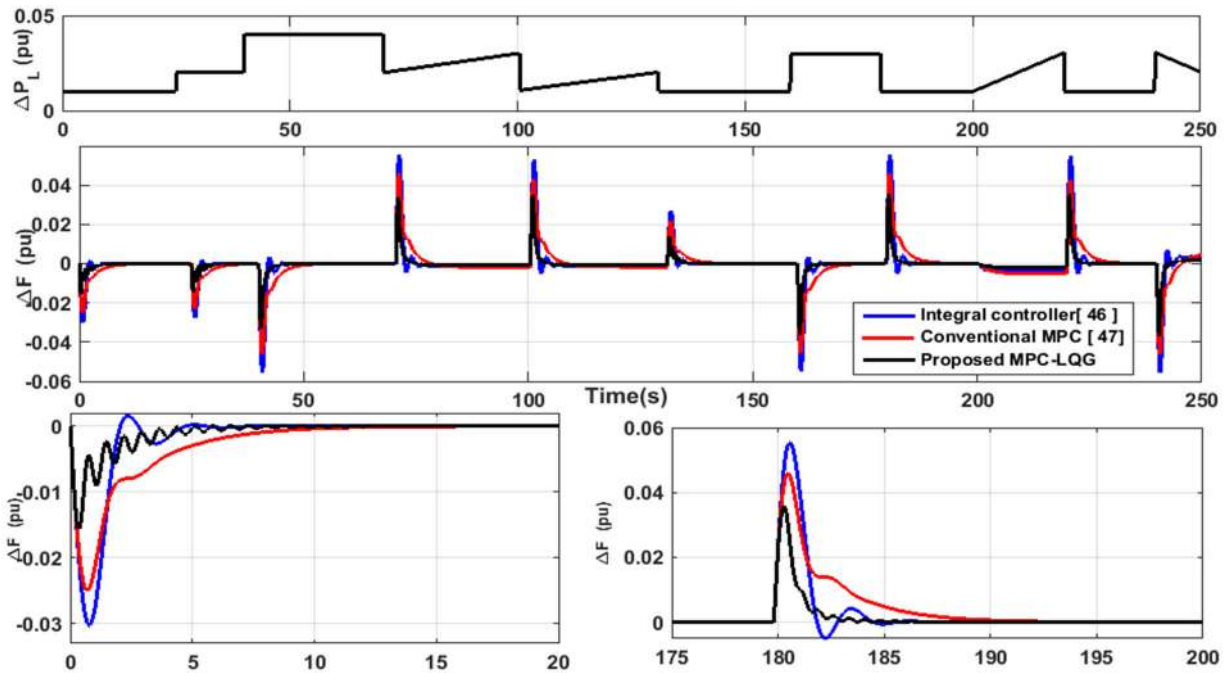 0.05
0
ΔP_L (pu)
0 50 100 150 200 250
0.04
0.02
0
-0.02
-0.04
-0.06
ΔF (pu)
Integral controller[ 46 ]
Conventional MPC [ 47]
Proposed MPC-LQG
0 50 100 Time(s) 150 200 250
0
-0.01
-0.02
-0.03
ΔF (pu)
0 5 10 15 20
0.06
0.04
0.02
0
ΔF (pu)
175 180 185 190 195 200